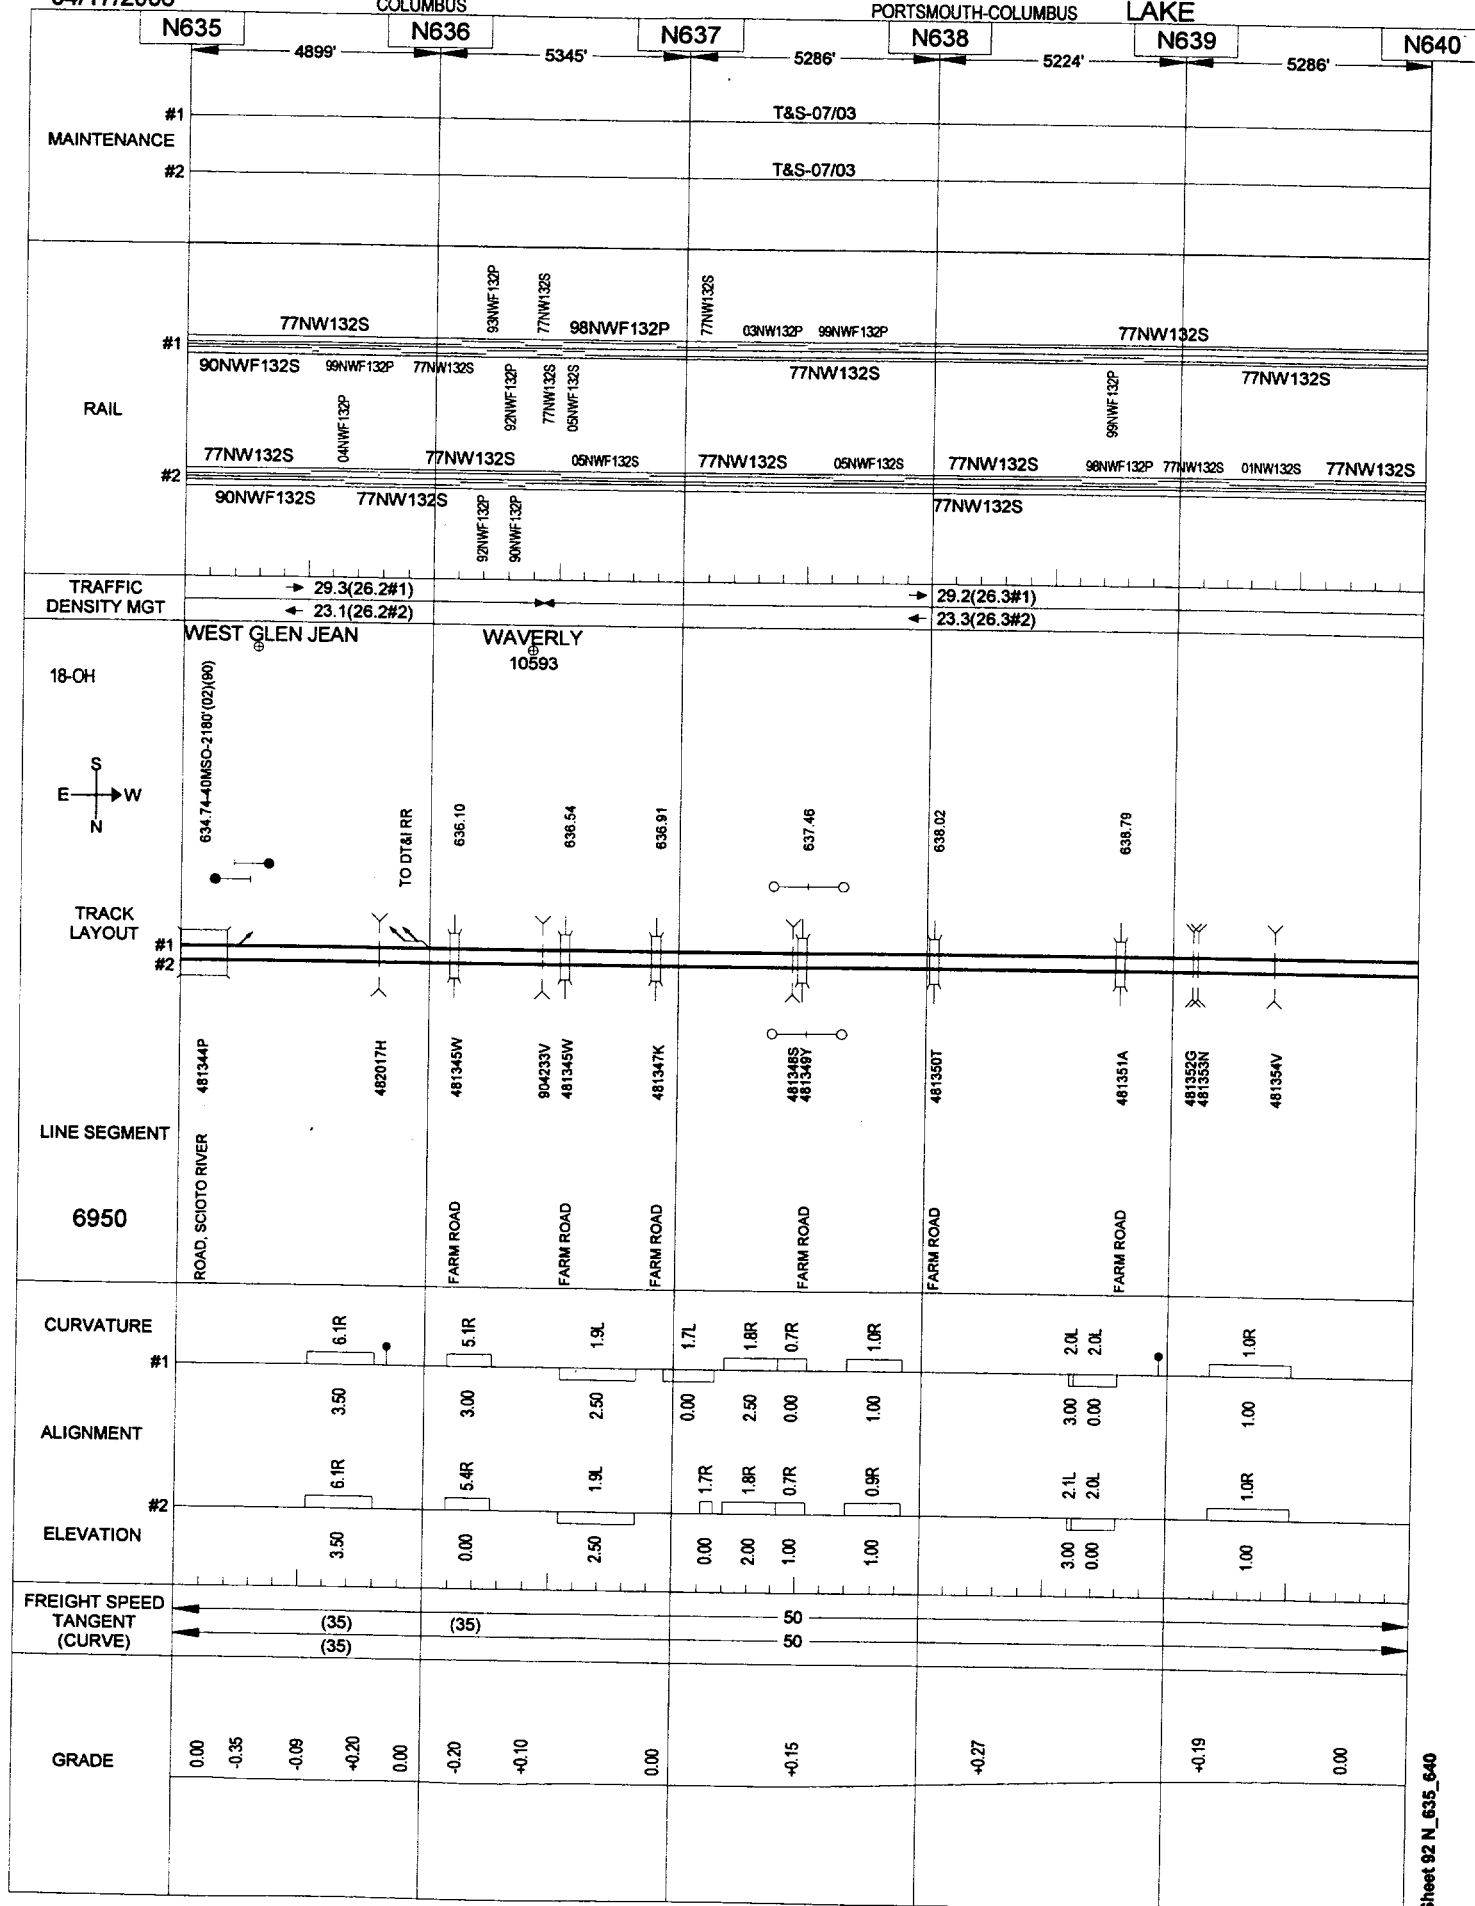 COLUMBUS
PORTSMOUTH-COLUMBUS LAKE
N635 N636 N637 N638 N639 N640
4899' 5345' 5286' 5224' 5286'
#1 T&S-07/03
MAINTENANCE
#2 T&S-07/03
93NWF132P 77NW132S 77NW132S
77NW132S 98NWF132P 03NW132P 99NWF132P 77NW132S
#1
90NWF132S 99NWF132P 77NW132S 77NW132S 77NW132S
92NWF132P 77NW132S 05NWF132S 99NWF132P
RAIL
04NWF132P
77NW132S 77NW132S 05NWF132S 77NW132S 05NWF132S 77NW132S 98NWF132P 77NW132S 01NW132S 77NW132S
#2
90NWF132S 77NW132S 77NW132S
92NWF132P 90NWF132P
TRAFFIC
DENSITY MGT
29.3(26.2#1) 29.2(26.3#1)
23.1(26.2#2) 23.3(26.3#2)
WEST GLEN JEAN WAVERLY
10593
18-OH
634.74-40MSO-2180'(02)(90)
S
E W
N
TO DT&I RR
636.10 636.54 636.91 637.46 638.02 638.79
TRACK
LAYOUT
#1
#2
481344P 482017H 481345W 904233V 481345W 481347K 481348S 481349Y 481350T 481351A 481352G 481353N 481354V
LINE SEGMENT
6950
ROAD, SCIOTO RIVER FARM ROAD FARM ROAD FARM ROAD FARM ROAD FARM ROAD FARM ROAD
CURVATURE
6.1R 5.1R 1.9L 1.7L 1.8R 0.7R 1.0R 2.0L 2.0L 1.0R
#1
3.50 3.00 2.50 0.00 2.50 0.00 1.00 3.00 0.00 1.00
ALIGNMENT
6.1R 5.4R 1.9L 1.7R 1.8R 0.7R 0.9R 2.1L 2.0L 1.0R
#2
ELEVATION
3.50 0.00 2.50 0.00 2.00 1.00 1.00 3.00 0.00 1.00
FREIGHT SPEED
TANGENT
(CURVE)
(35) (35) 50
(35) 50
GRADE
0.00 -0.35 -0.09 +0.20 0.00 -0.20 +0.10 0.00 +0.15 +0.27 +0.19 0.00
Sheet 92 N_635_640